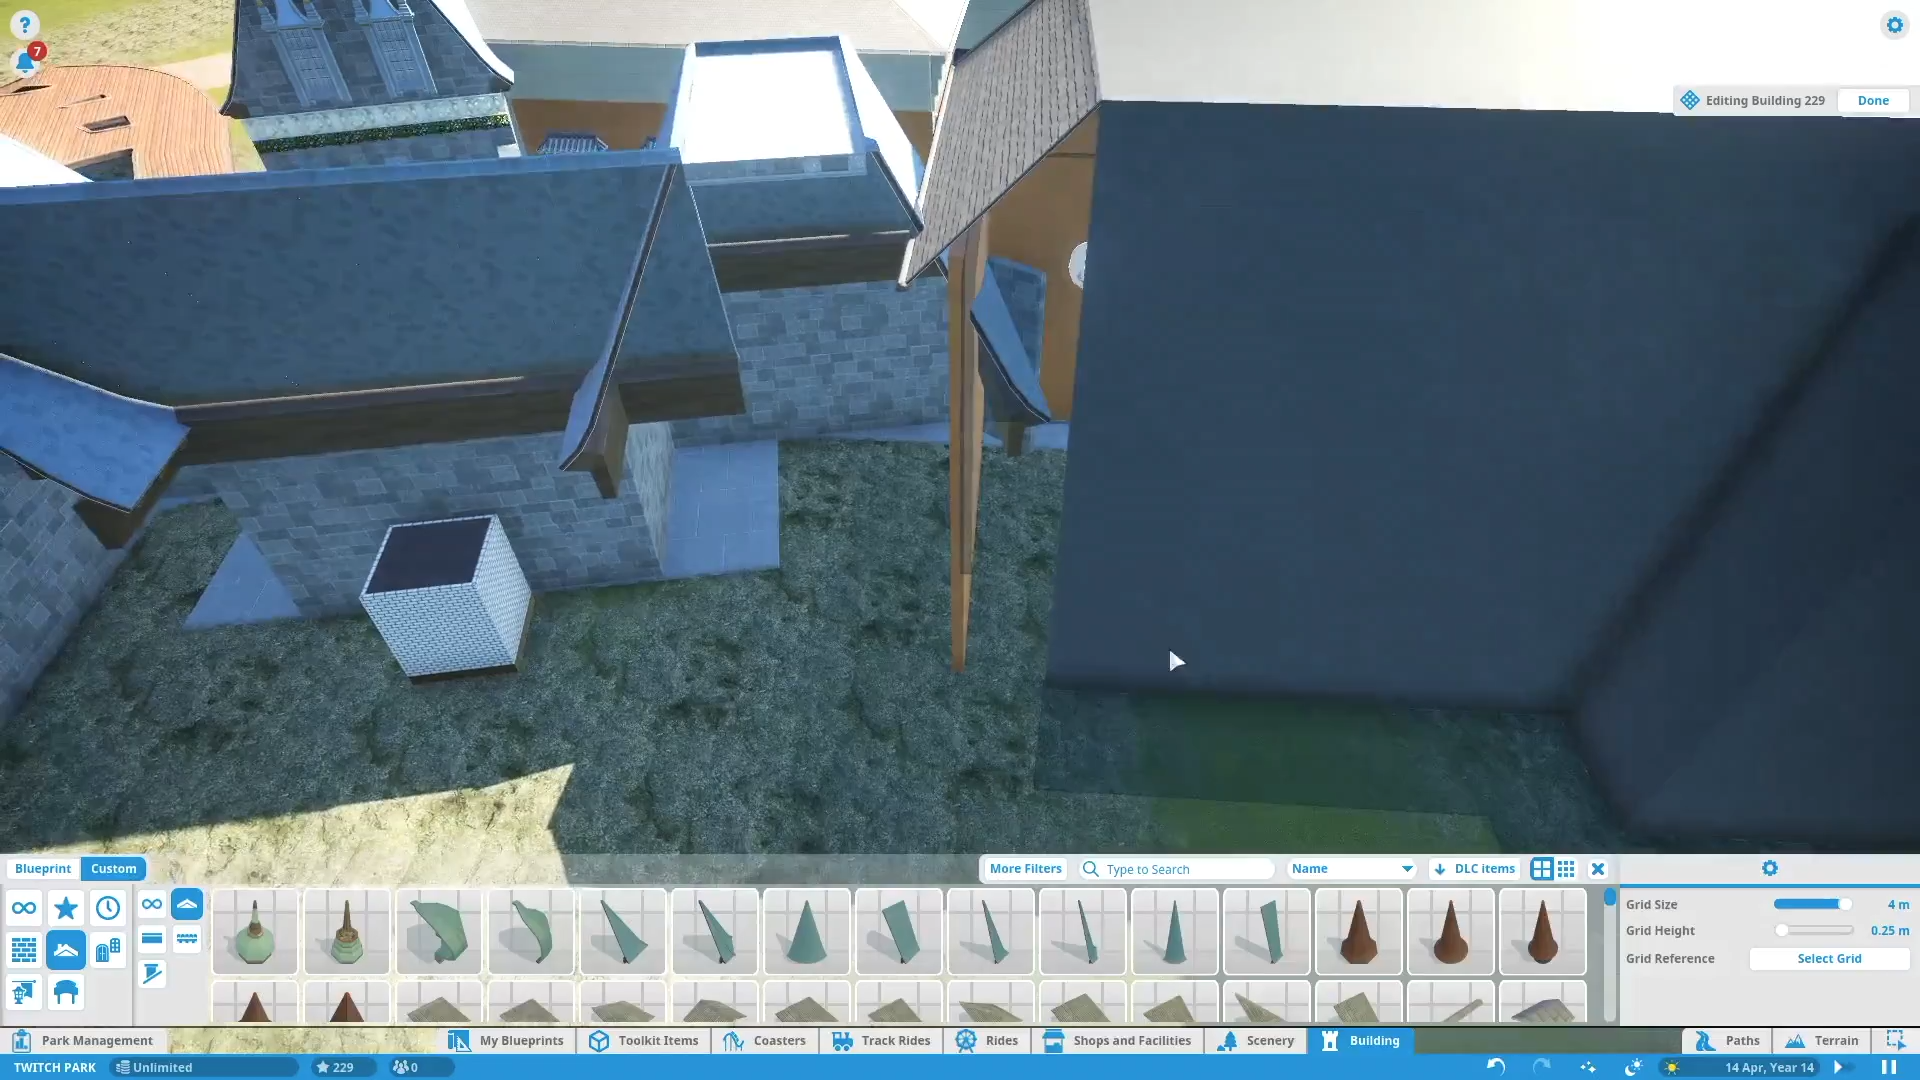 ?
7
Editing Building 229
Done
Blueprint
Custom
More Filters
Type to Search
Name
DLC items
Grid Size
4 m
Grid Height
0.25 m
Grid Reference
Select Grid
Park Management
My Blueprints
Toolkit Items
Coasters
Track Rides
Rides
Shops and Facilities
Scenery
Building
Paths
Terrain
TWITCH PARK
Unlimited
229
0
14 Apr, Year 14